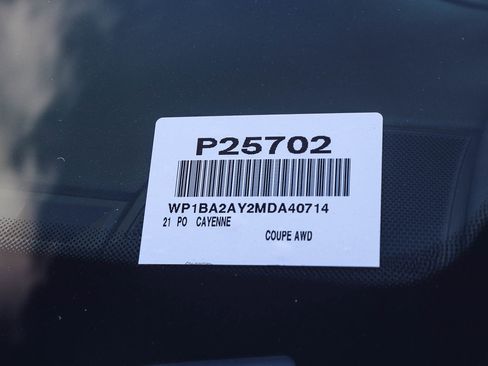 P25702
WP1BA2AY2MDA40714
21 PO CAYENNE
COUPE AWD